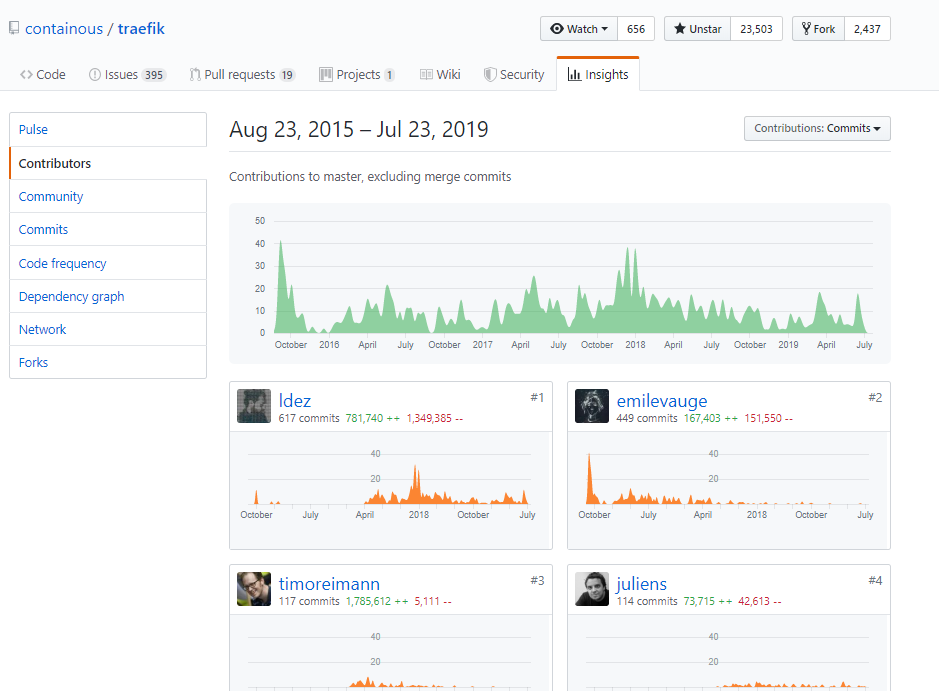 containous / traefik
Watch 656 Unstar 23,503 Fork 2,437
Code Issues 395 Pull requests 19 Projects 1 Wiki Security Insights
Pulse
Contributors
Community
Commits
Code frequency
Dependency graph
Network
Forks
Aug 23, 2015 – Jul 23, 2019
Contributions: Commits
Contributions to master, excluding merge commits
50
40
30
20
10
0
October 2016 April July October 2017 April July October 2018 April July October 2019 April July
ldez #1
617 commits 781,740 ++ 1,349,385 --
40
20
October July April 2018 October July
emilevauge #2
449 commits 167,403 ++ 151,550 --
40
20
October July April 2018 October July
timoreimann #3
117 commits 1,785,612 ++ 5,111 --
40
20
juliens #4
114 commits 73,715 ++ 42,613 --
40
20